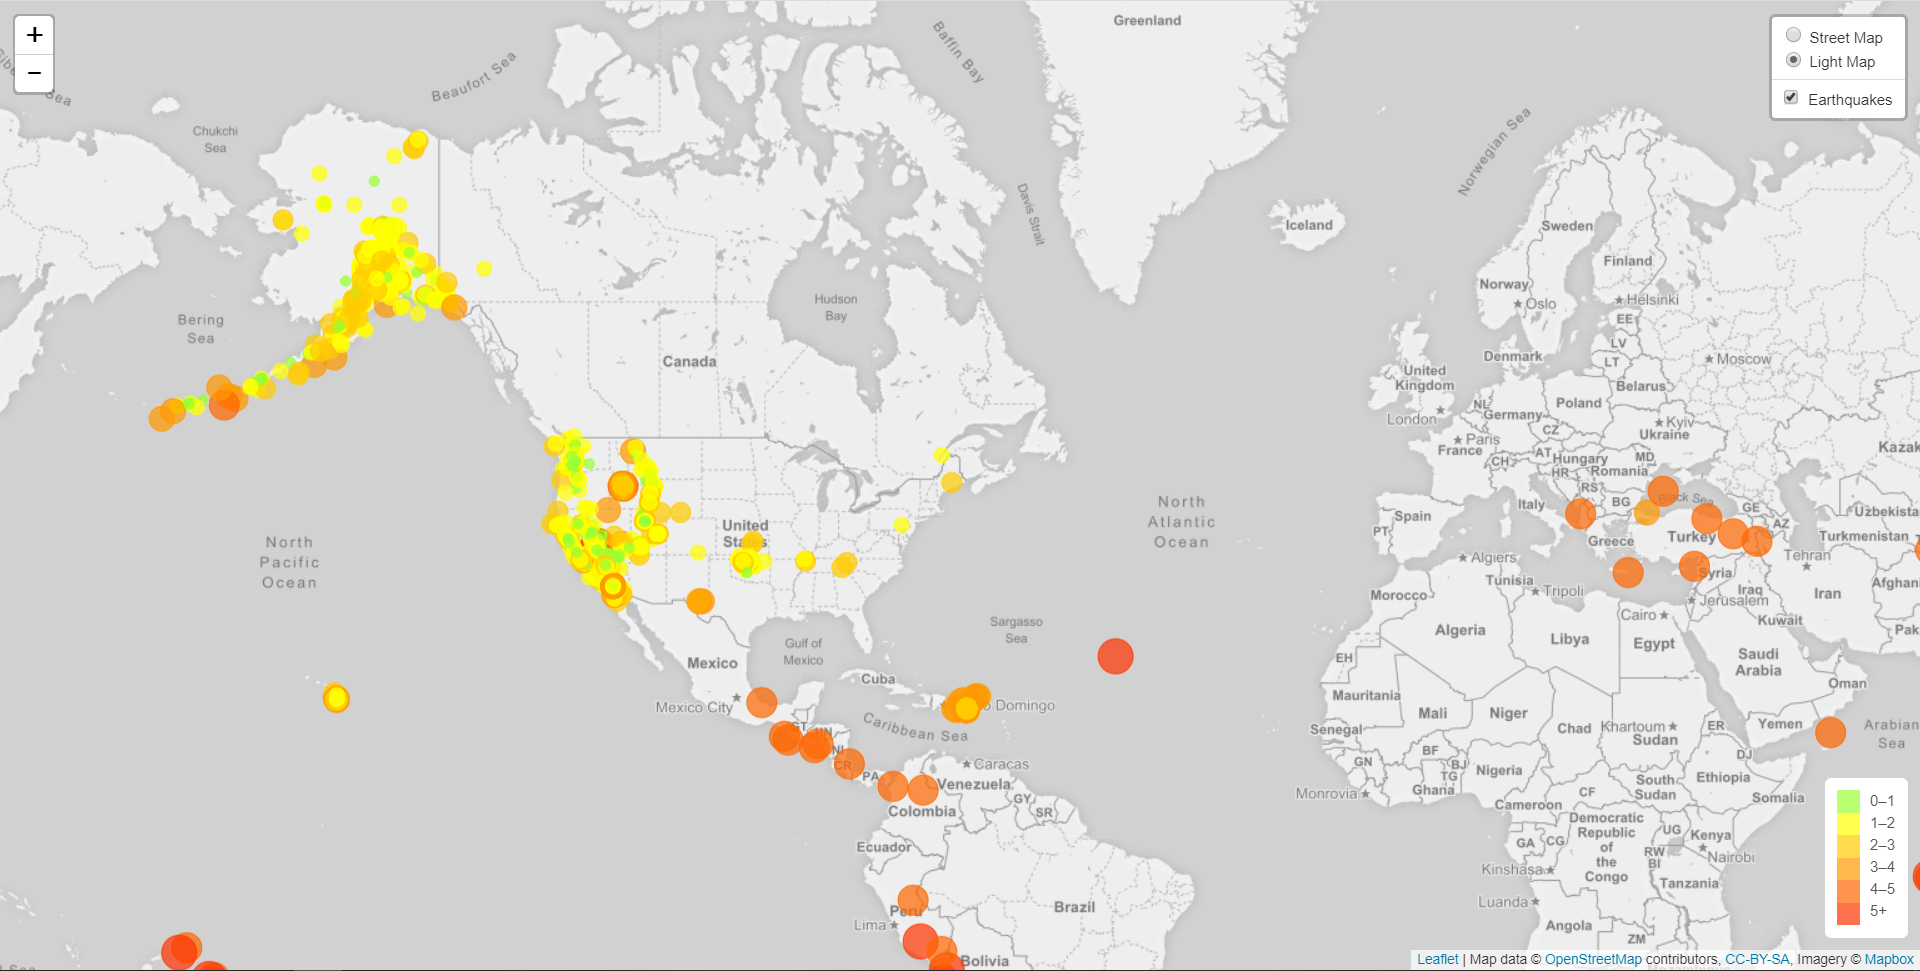 +
−
Greenland
Baffin Bay
Beaufort Sea
Sea
Street Map
Light Map
Earthquakes
Chukchi
Sea
Norwegian Sea
Davis Strait
Iceland
Sweden
Finland
Norway
Oslo
Helsinki
EE
LV
LT
Hudson
Bay
Bering
Sea
Canada
Denmark
Moscow
United
Kingdom
London
Belarus
NL
Germany
Poland
CZ
Kyiv
Ukraine
Paris
France
CH
AT
Hungary
MD
HR
Romania
RS
Kazak
Italy
BG
Black Sea
GE
AZ
Uzbekista
Spain
PT
Greece
Turkey
Turkmenistan
North
Atlantic
Ocean
United
States
North
Pacific
Ocean
Algiers
Tunisia
Tripoli
Syria
Tehran
Iraq
Iran
Afghan
Morocco
Jerusalem
Cairo
Kuwait
Pak
Sargasso
Sea
Gulf of
Mexico
Mexico
Algeria
Libya
Egypt
Saudi
Arabia
EH
Oman
Cuba
Mexico City
o Domingo
Caribbean Sea
Mauritania
Mali
Niger
Chad
Khartoum
Sudan
ER
Yemen
Arabian
Sea
Senegal
GT
HN
NI
CR
PA
Caracas
Venezuela
Colombia
GY
SR
BF
GN
BJ
TG
Ghana
Nigeria
DJ
Ethiopia
South
Sudan
CF
Somalia
Monrovia
Cameroon
Democratic
Republic
of
the
Congo
UG
Kenya
GA
CG
RW
BI
Nairobi
Kinshasa
Tanzania
Luanda
Angola
ZM
Ecuador
Peru
Lima
Brazil
Bolivia
0–1
1–2
2–3
3–4
4–5
5+
Leaflet | Map data © OpenStreetMap contributors, CC-BY-SA, Imagery © Mapbox